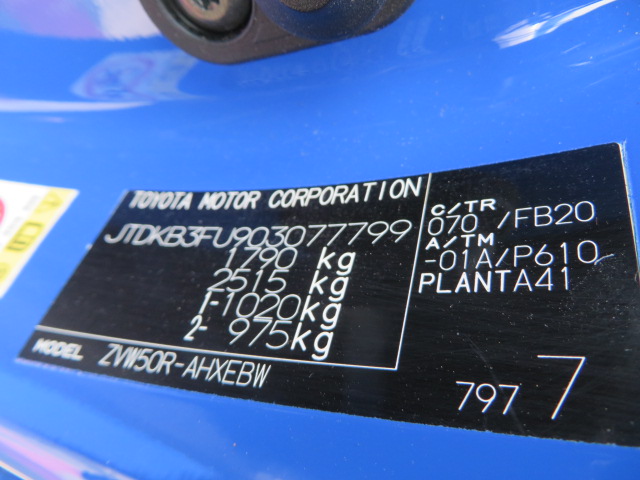 TOYOTA MOTOR CORPORATION
JTDKB3FU903077799
1790 kg
2515 kg
1-1020kg
2- 975kg
MODEL ZVW50R-AHXEBW
C/TR
070 /FB20
A/TM
-01A/P610
PLANTA41
797 7